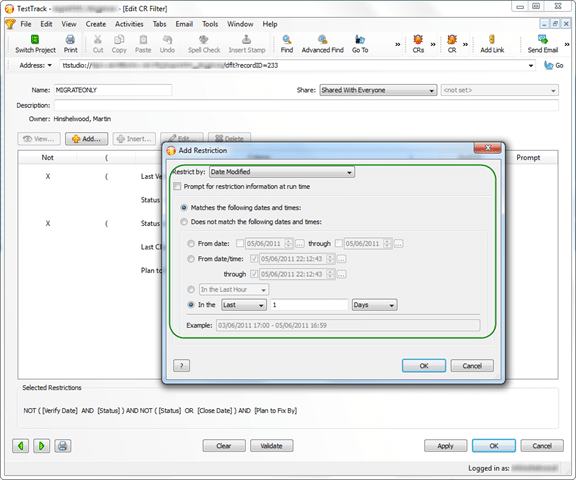 TestTrack - - [Edit CR Filter]
File Edit View Create Activities Tabs Email Tools Window Help
Switch Project Print Cut Copy Paste Undo Spell Check Insert Stamp Find Advanced Find Go To » CRs » CR » Add Link Send Email »
Address: ttstudio:// /dflt?recordID=233 Go
Name: MIGRATEONLY Share: Shared With Everyone <not set>
Description:
Owner: Hinshelwood, Martin
View... Add... Insert... Edit... Delete
Not ( Prompt
X ( Last Ve
Status
X ( Status
Last Cl
Plan to
Add Restriction
Restrict by: Date Modified
Prompt for restriction information at run time
Matches the following dates and times:
Does not match the following dates and times:
From date: 05/06/2011 ... through 05/06/2011 ...
From date/time: 05/06/2011 22:12:43 ...
through 05/06/2011 22:12:43 ...
In the Last Hour
In the Last 1 Days
Example: 03/06/2011 17:00 - 05/06/2011 16:59
? OK Cancel
Selected Restrictions
NOT ( [Verify Date] AND [Status] ) AND NOT ( [Status] OR [Close Date] ) AND [Plan to Fix By]
Clear Validate Apply OK Cancel
Logged in as: